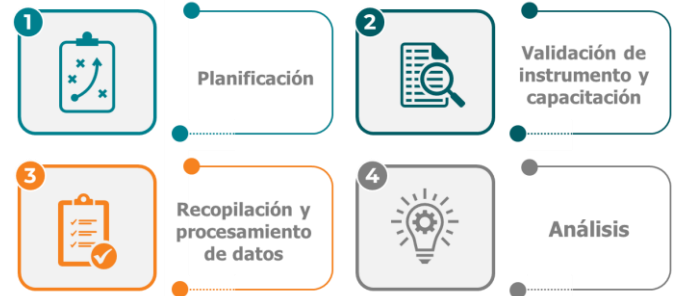 1
Planificación
2
Validación de
instrumento y
capacitación
3
Recopilación y
procesamiento
de datos
4
Análisis